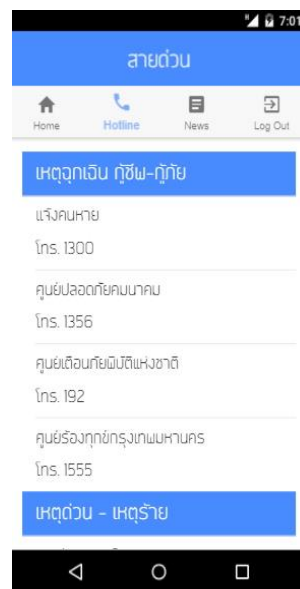 7:01
สายด่วน
Home Hotline News Log Out
เหตุฉุกเฉิน กู้ชีพ-กู้ภัย
แจ้งคนหาย
โทร. 1300
ศูนย์ปลอดภัยคมนาคม
โทร. 1356
ศูนย์เตือนภัยพิบัติแห่งชาติ
โทร. 192
ศูนย์ร้องทุกข์กรุงเทพมหานคร
โทร. 1555
เหตุด่วน - เหตุร้าย